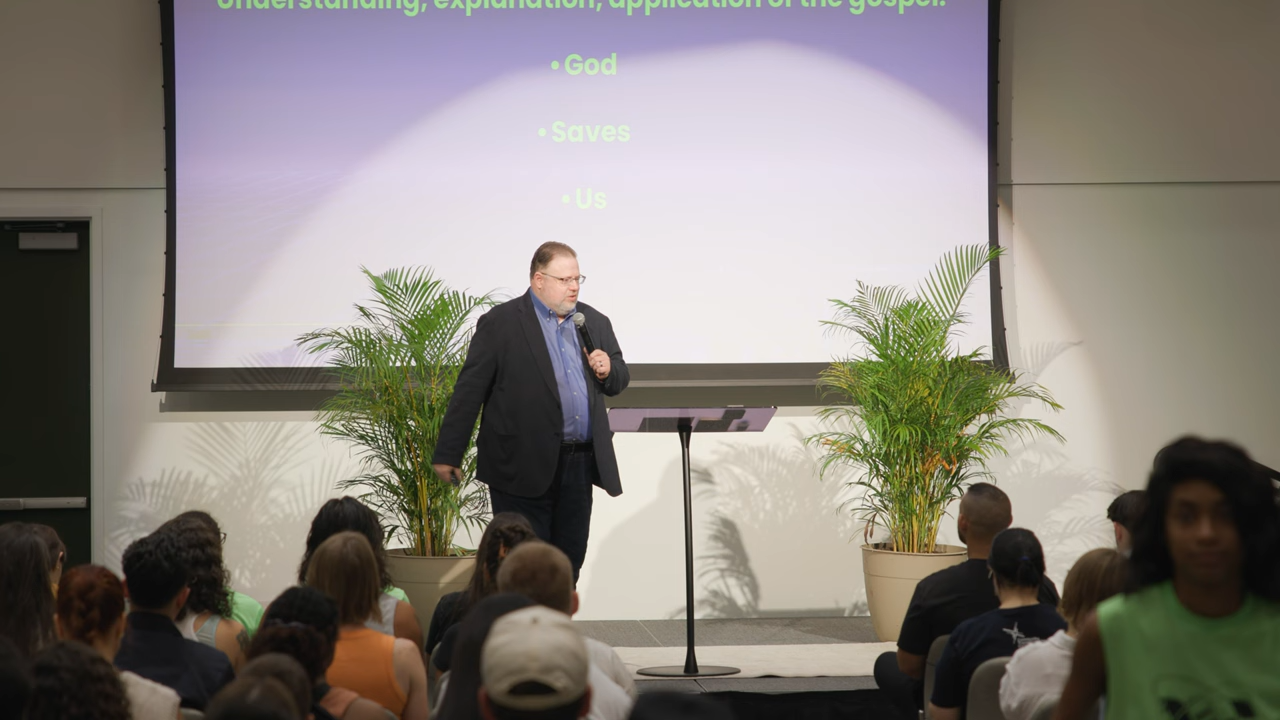 Understanding, explanation, application of the gospel.
• God
• Saves
• Us